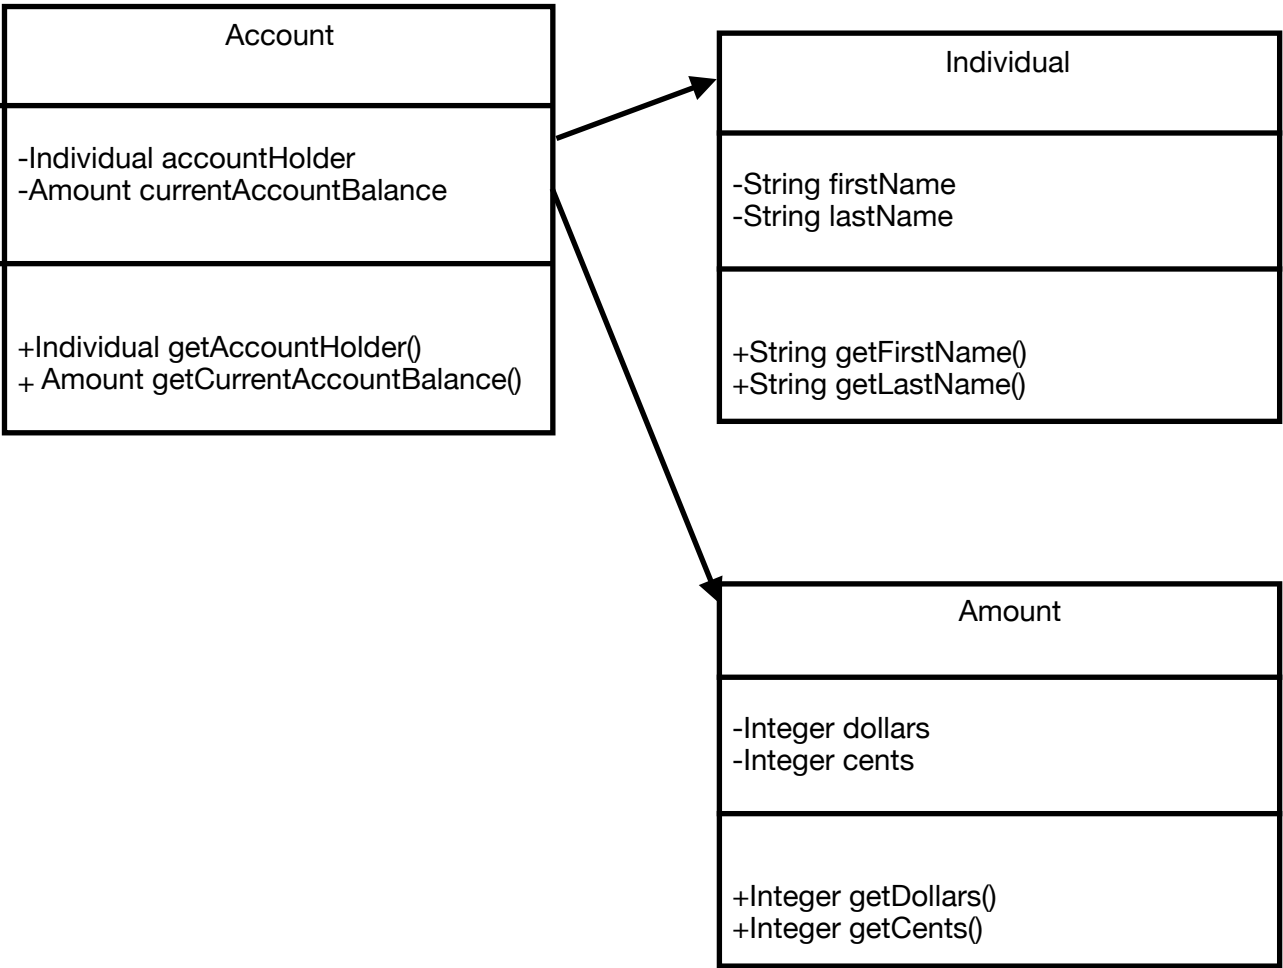 Account
-Individual accountHolder
-Amount currentAccountBalance
+Individual getAccountHolder()
+ Amount getCurrentAccountBalance()
Individual
-String firstName
-String lastName
+String getFirstName()
+String getLastName()
Amount
-Integer dollars
-Integer cents
+Integer getDollars()
+Integer getCents()